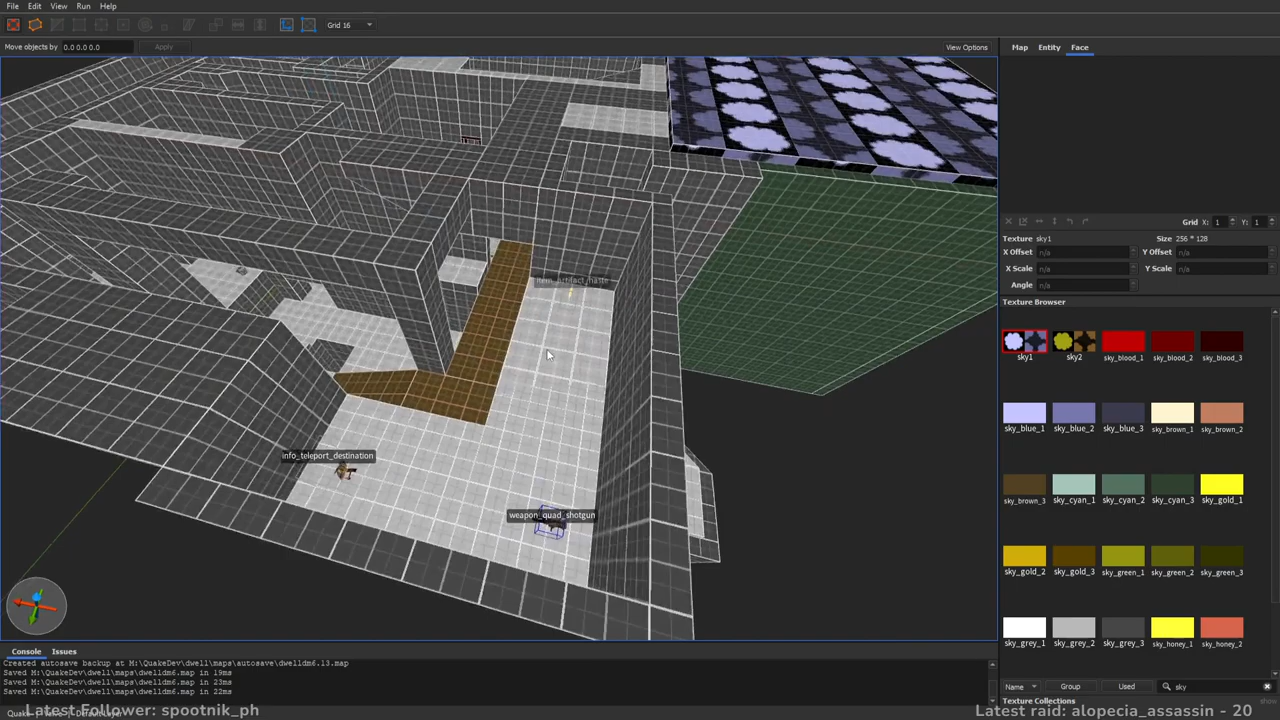 File Edit View Run Help
Grid 16
Move objects by 0.0 0.0 0.0 Apply View Options
Map Entity Face
Grid X: 1 Y: 1
Texture sky1 Size 256 * 128
X Offset n/a Y Offset n/a
X Scale n/a Y Scale n/a
Angle n/a
Texture Browser
sky1 sky2 sky_blood_1 sky_blood_2 sky_blood_3
sky_blue_1 sky_blue_2 sky_blue_3 sky_brown_1 sky_brown_2
sky_brown_3 sky_cyan_1 sky_cyan_2 sky_cyan_3 sky_gold_1
sky_gold_2 sky_gold_3 sky_green_1 sky_green_2 sky_green_3
sky_grey_1 sky_grey_2 sky_grey_3 sky_honey_1 sky_honey_2
Name Group Used sky
Texture Collections show
item_artifact_haste
info_teleport_destination
weapon_quad_shotgun
Console Issues
Created autosave backup at M:\QuakeDev\dwell\maps\autosave\dwelldm6.13.map
Saved M:\QuakeDev\dwell\maps\dwelldm6.map in 19ms
Saved M:\QuakeDev\dwell\maps\dwelldm6.map in 23ms
Saved M:\QuakeDev\dwell\maps\dwelldm6.map in 22ms
Latest Follower: spootnik_ph
Latest raid: alopecia_assassin - 20